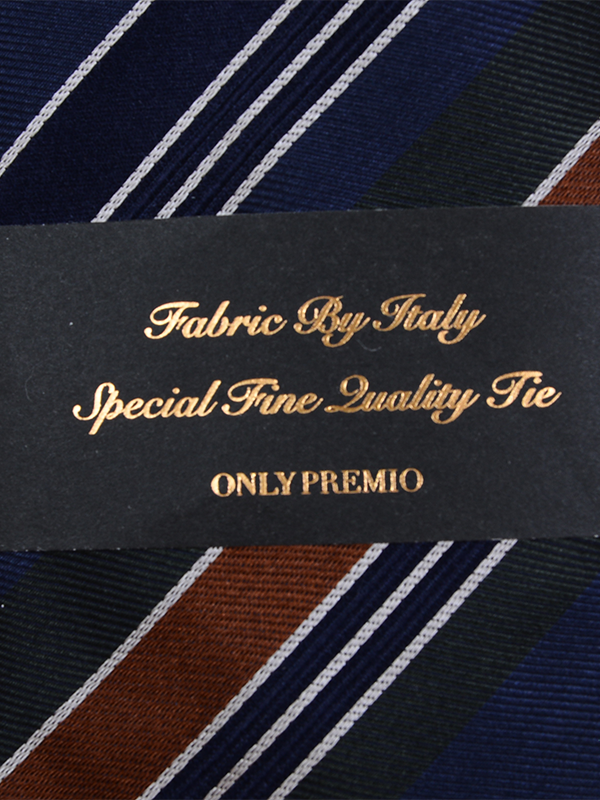 Fabric By Italy
Special Fine Quality Tie
ONLY PREMIO